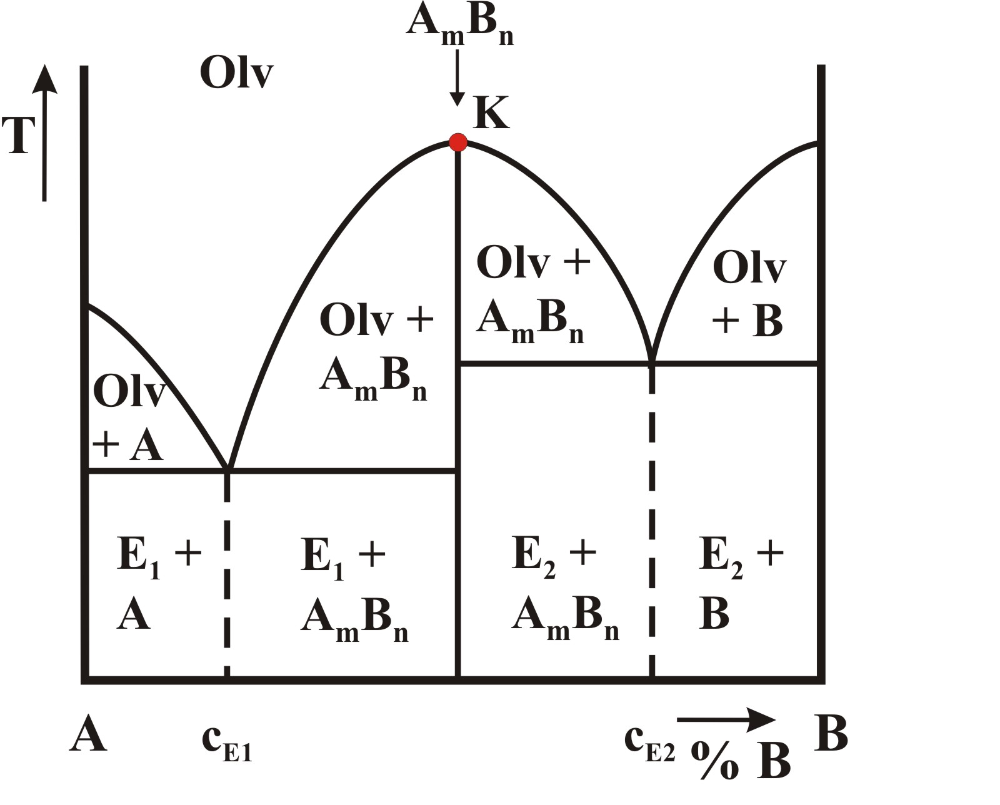 AmBn
Olv
K
T
Olv +
AmBn
Olv
+ B
Olv +
AmBn
Olv
+ A
E1 +
A
E1 +
AmBn
E2 +
AmBn
E2 +
B
A
cE1
cE2
% B
B